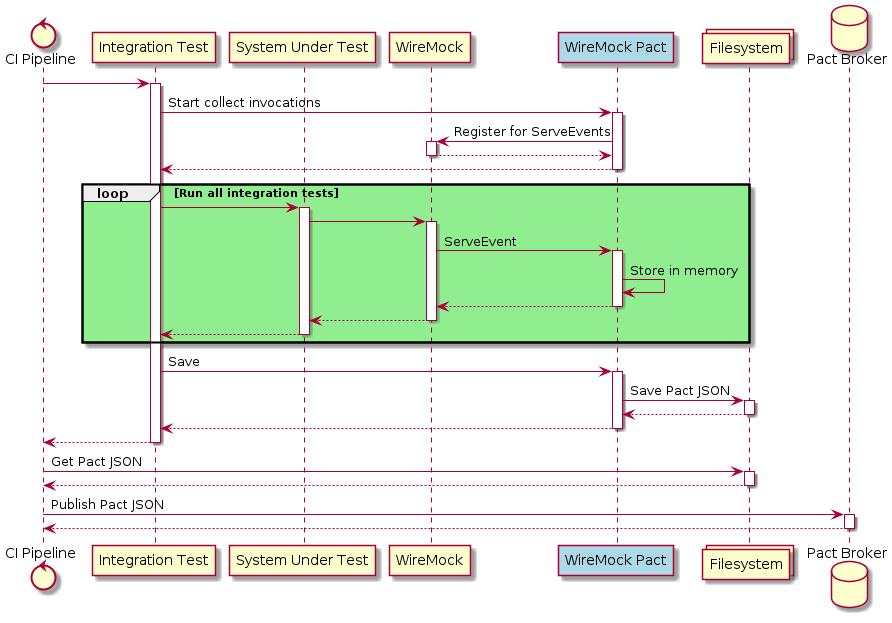 CI Pipeline
Integration Test
System Under Test
WireMock
WireMock Pact
Filesystem
Pact Broker
Start collect invocations
Register for ServeEvents
loop
[Run all integration tests]
ServeEvent
Store in memory
Save
Save Pact JSON
Get Pact JSON
Publish Pact JSON
CI Pipeline
Integration Test
System Under Test
WireMock
WireMock Pact
Filesystem
Pact Broker